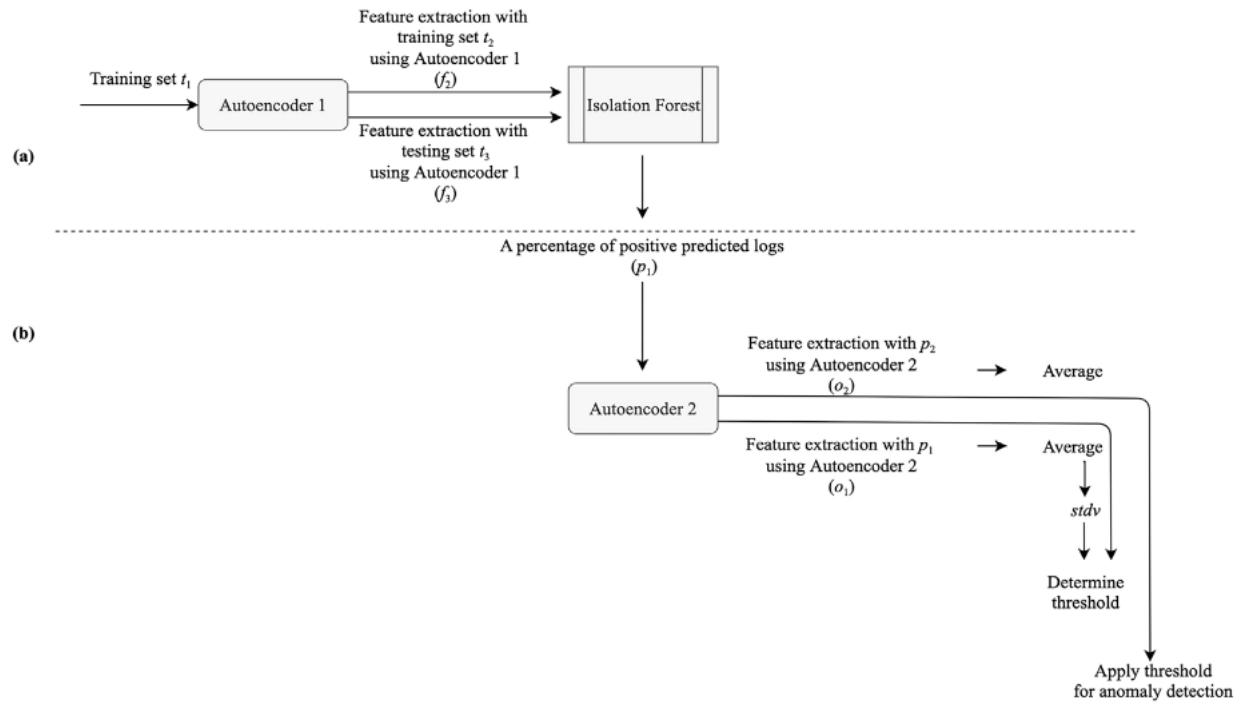 Feature extraction with
training set t₂
using Autoencoder 1
(f₂)
Training set t₁
Autoencoder 1
Isolation Forest
Feature extraction with
testing set t₃
using Autoencoder 1
(f₃)
(a)
A percentage of positive predicted logs
(p₁)
(b)
Feature extraction with p₂
using Autoencoder 2
(o₂)
Average
Autoencoder 2
Feature extraction with p₁
using Autoencoder 2
(o₁)
Average
stdv
Determine
threshold
Apply threshold
for anomaly detection